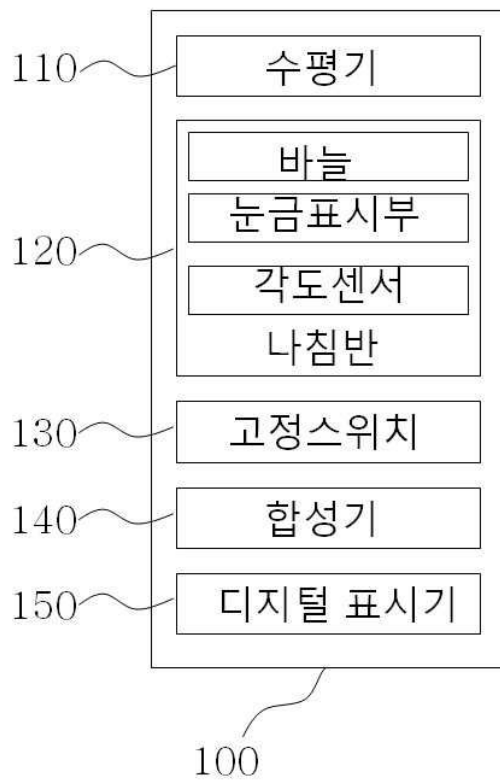 110
수평기
바늘
눈금표시부
120
각도센서
나침반
130
고정스위치
140
합성기
150
디지털 표시기
100